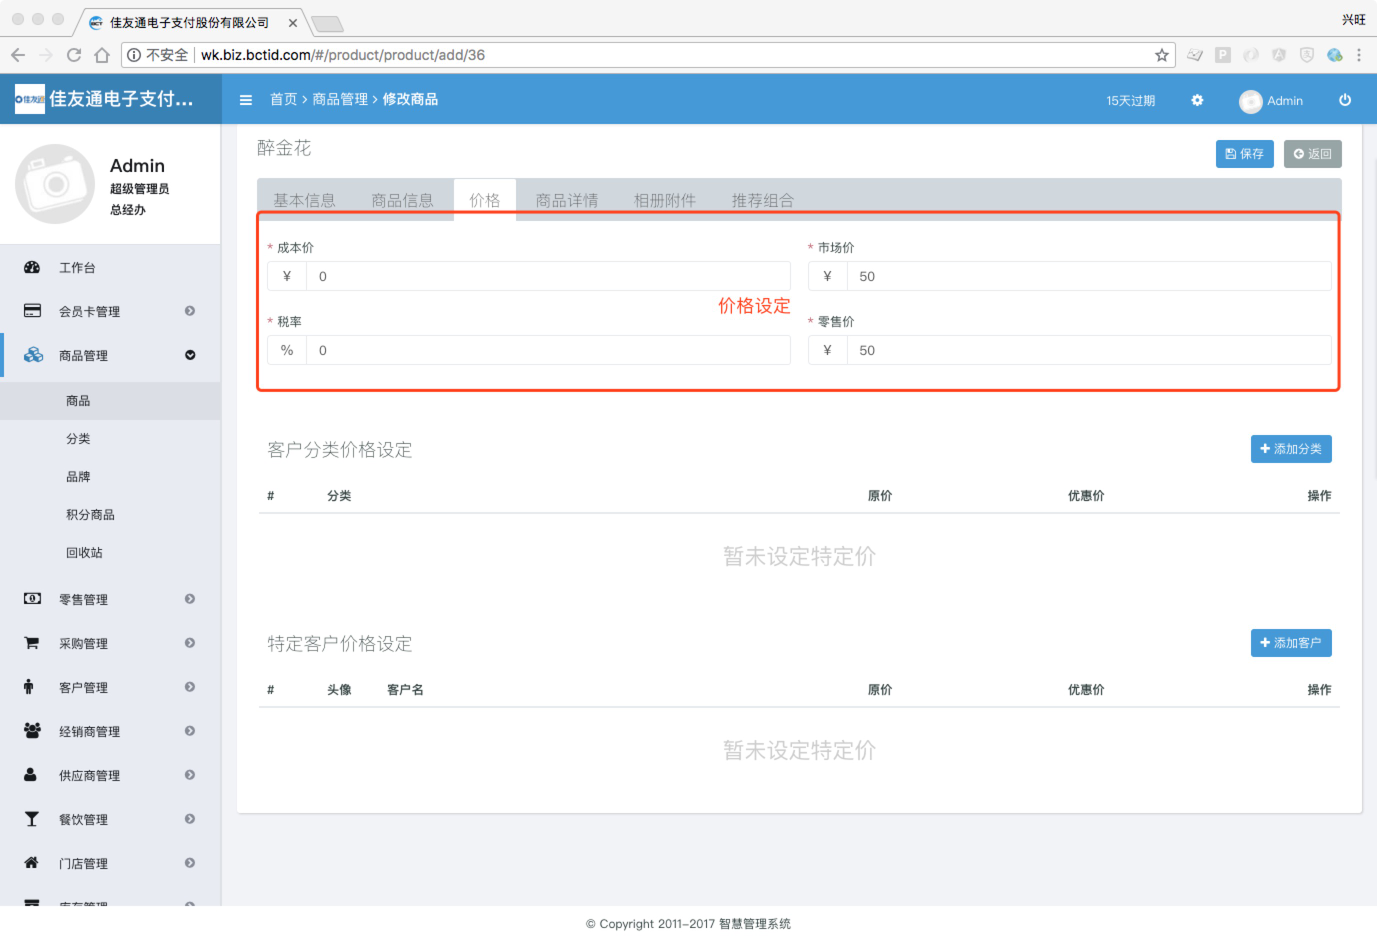 佳友通电子支付股份有限公司
兴旺
不安全
wk.biz.bctid.com/#/product/product/add/36
佳友通电子支付...
首页 > 商品管理 > 修改商品
15天过期
Admin
Admin
超级管理员
总经办
工作台
会员卡管理
商品管理
商品
分类
品牌
积分商品
回收站
零售管理
采购管理
客户管理
经销商管理
供应商管理
餐饮管理
门店管理
库存管理
醉金花
保存
返回
基本信息 商品信息 价格 商品详情 相册附件 推荐组合
* 成本价
¥ 0
* 市场价
¥ 50
价格设定
* 税率
% 0
* 零售价
¥ 50
客户分类价格设定
添加分类
# 分类 原价 优惠价 操作
暂未设定特定价
特定客户价格设定
添加客户
# 头像 客户名 原价 优惠价 操作
暂未设定特定价
© Copyright 2011-2017 智慧管理系统